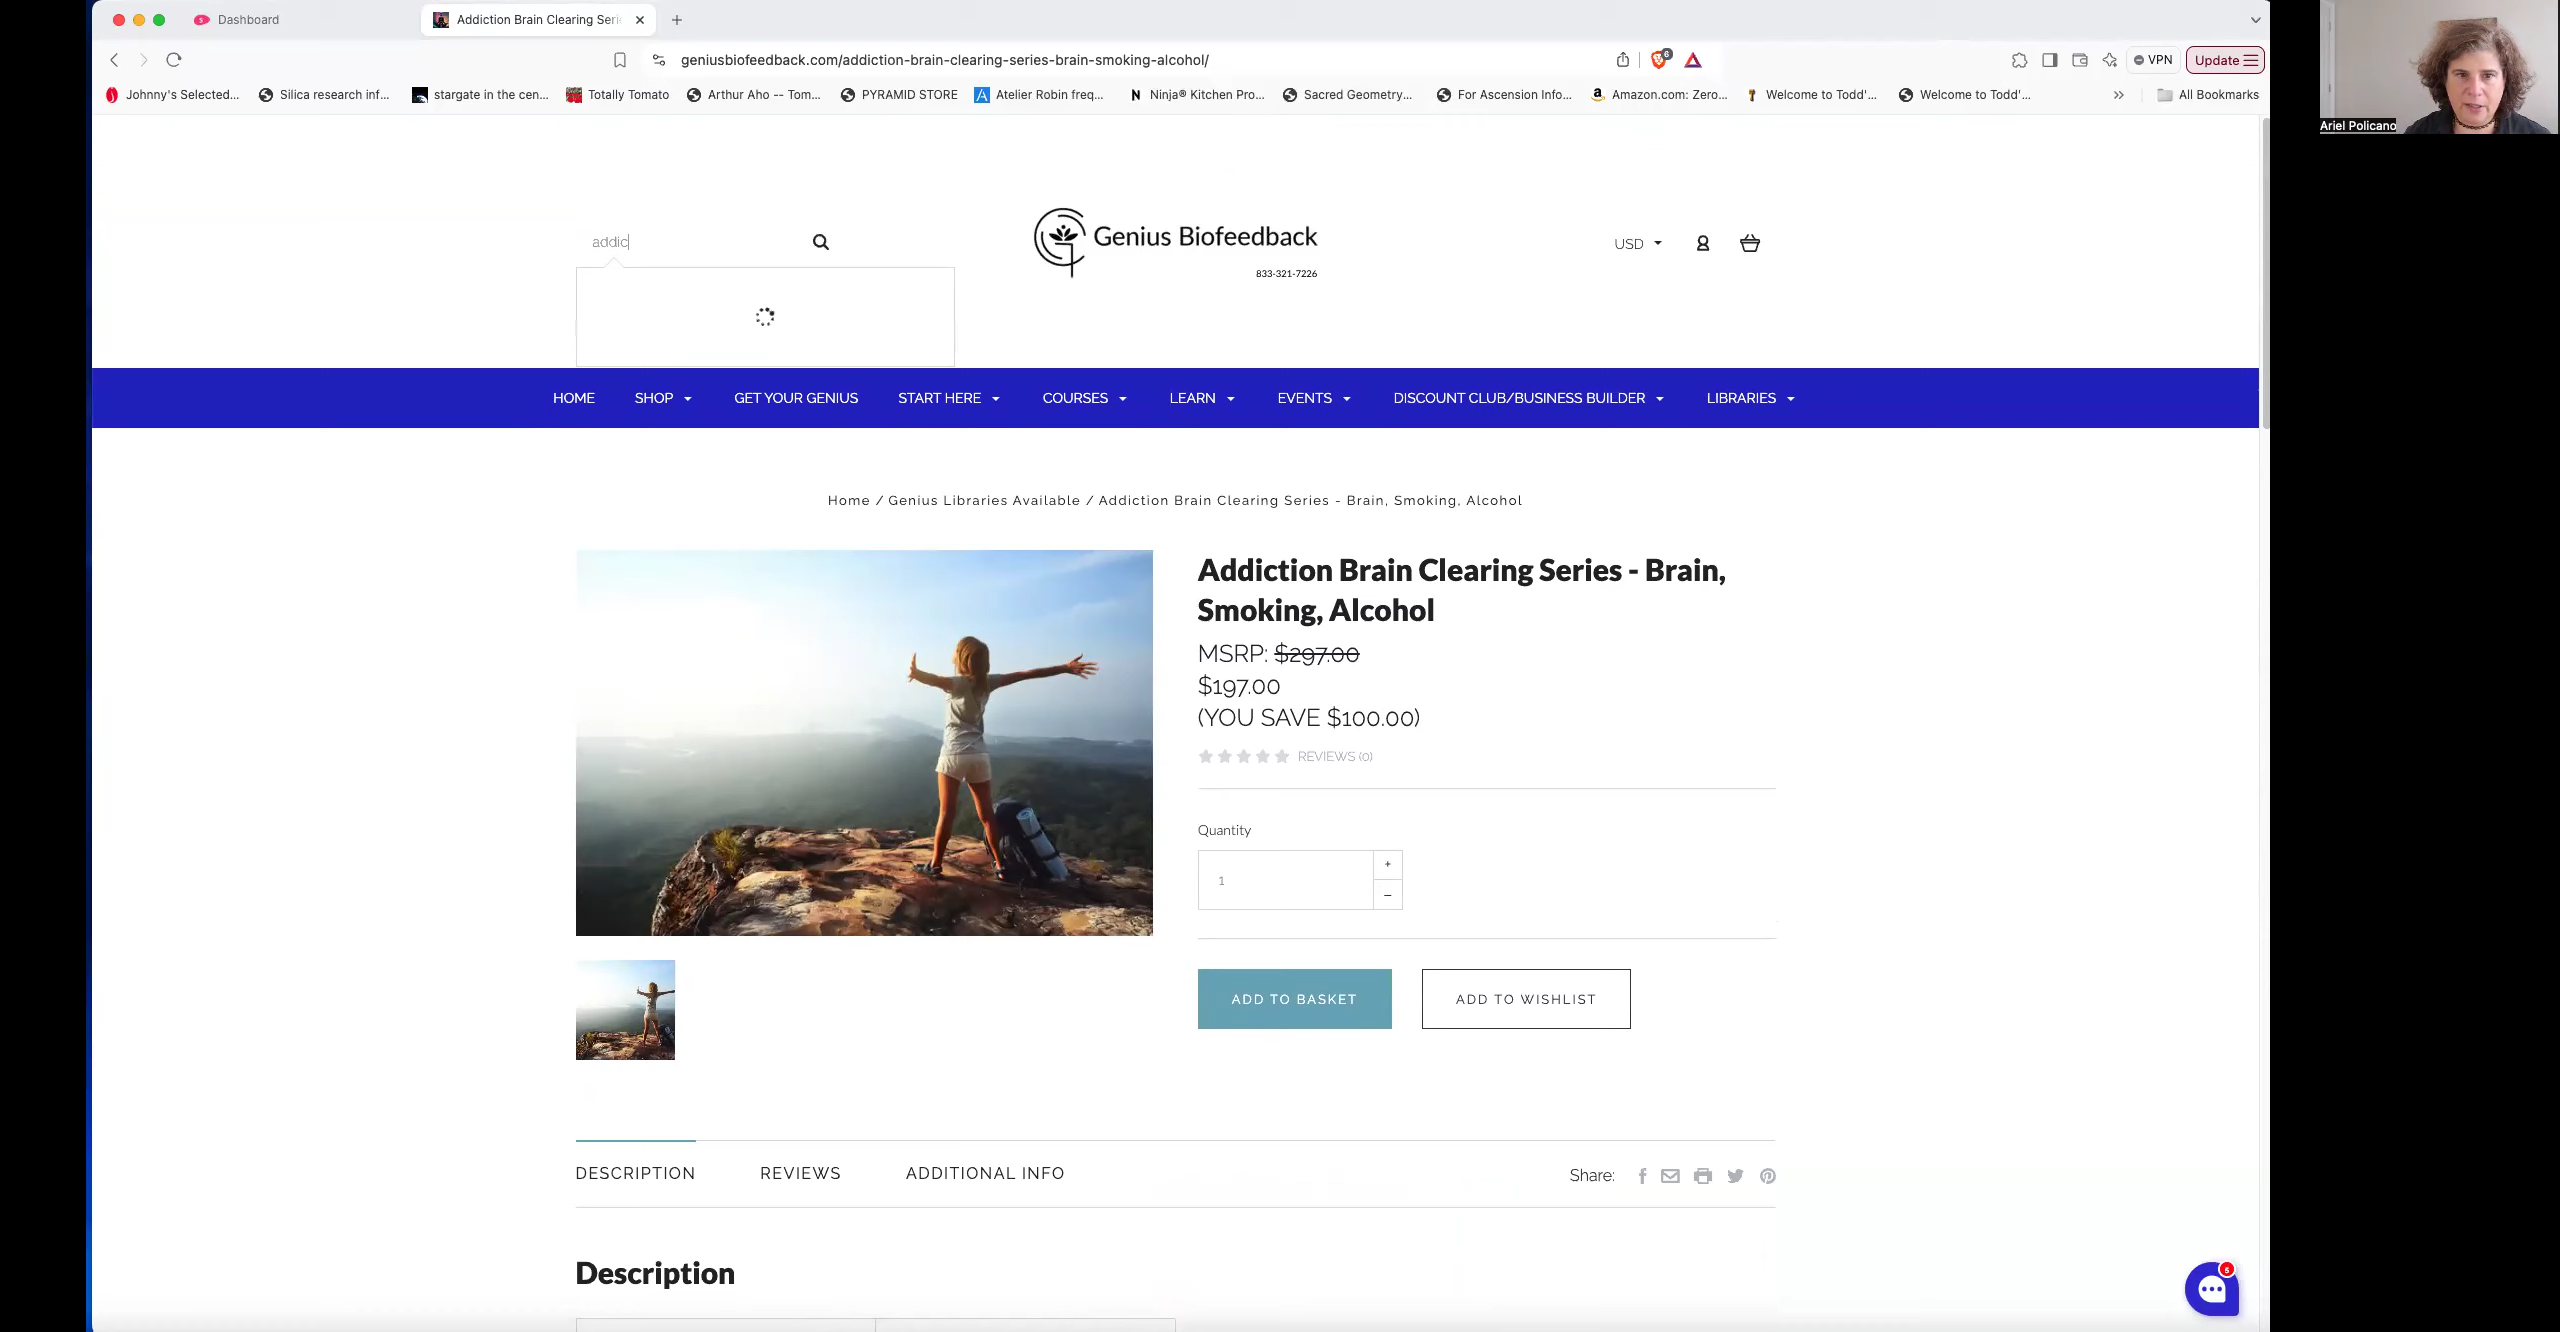 Dashboard
Addiction Brain Clearing Seri
geniusbiofeedback.com/addiction-brain-clearing-series-brain-smoking-alcohol/
6
VPN
Update
Johnny's Selected...
Silica research inf...
stargate in the cen...
Totally Tomato
Arthur Aho -- Tom...
PYRAMID STORE
Atelier Robin freq...
Ninja® Kitchen Pro...
Sacred Geometry...
For Ascension Info...
Amazon.com: Zero...
Welcome to Todd'...
Welcome to Todd'...
All Bookmarks
Ariel Policano
addic
Genius Biofeedback
833-321-7226
USD
HOME
SHOP
GET YOUR GENIUS
START HERE
COURSES
LEARN
EVENTS
DISCOUNT CLUB/BUSINESS BUILDER
LIBRARIES
Home / Genius Libraries Available / Addiction Brain Clearing Series - Brain, Smoking, Alcohol
Addiction Brain Clearing Series - Brain,
Smoking, Alcohol
MSRP: $297.00
$197.00
(YOU SAVE $100.00)
REVIEWS (0)
Quantity
1
+
−
ADD TO BASKET
ADD TO WISHLIST
DESCRIPTION
REVIEWS
ADDITIONAL INFO
Share:
Description
5